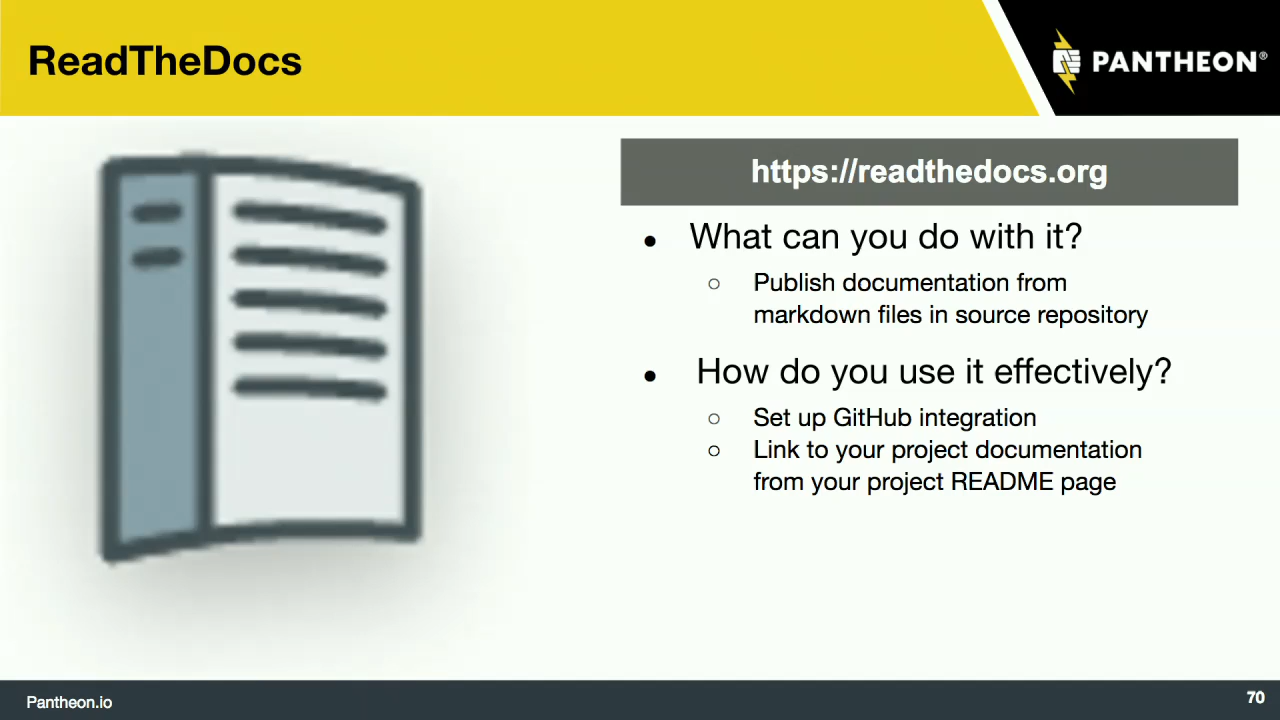 ReadTheDocs
PANTHEON®
https://readthedocs.org
● What can you do with it?
○ Publish documentation from
markdown files in source repository
● How do you use it effectively?
○ Set up GitHub integration
○ Link to your project documentation
from your project README page
Pantheon.io
70